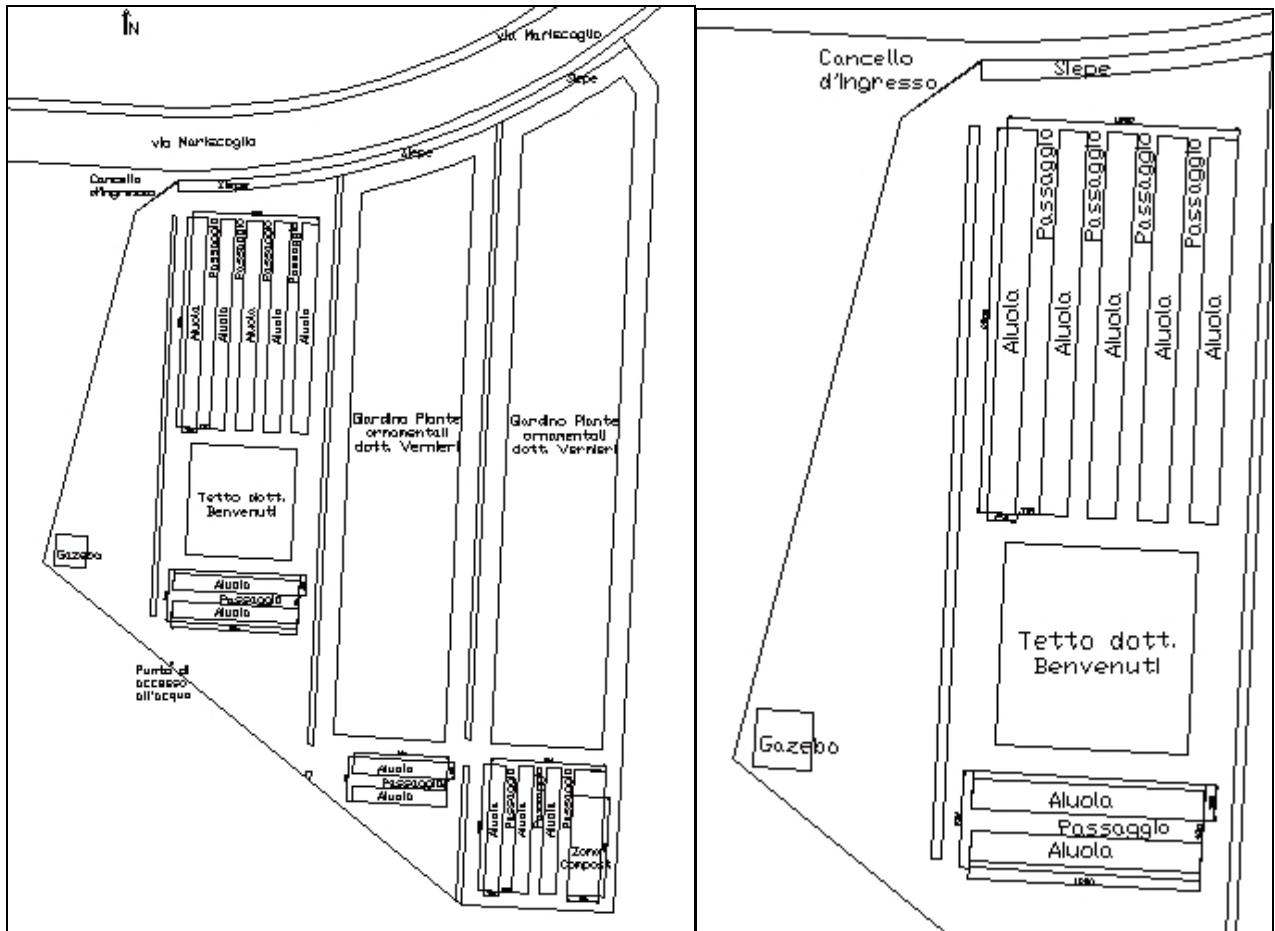 N
via Mariscoglio
Siepe
via Mariscoglio
Siepe
Cancello
d'Ingresso
Siepe
Passaggio
Passaggio
Passaggio
Passaggio
Aiuola
Aiuola
Aiuola
Aiuola
Aiuola
Giardino Piante
ornamentali
dott. Vernieri
Giardino Piante
ornamentali
dott. Vernieri
Tetto dott.
Benvenuti
Gazebo
Aiuola
Passaggio
Aiuola
Punto di
accesso
all'acqua
Aiuola
Passaggio
Aiuola
Aiuola
Passaggio
Aiuola
Passaggio
Aiuola
Passaggio
Zona
Compost
Cancello
d'Ingresso
Siepe
Passaggio
Passaggio
Passaggio
Passaggio
Aiuola
Aiuola
Aiuola
Aiuola
Aiuola
Tetto dott.
Benvenuti
Gazebo
Aiuola
Passaggio
Aiuola